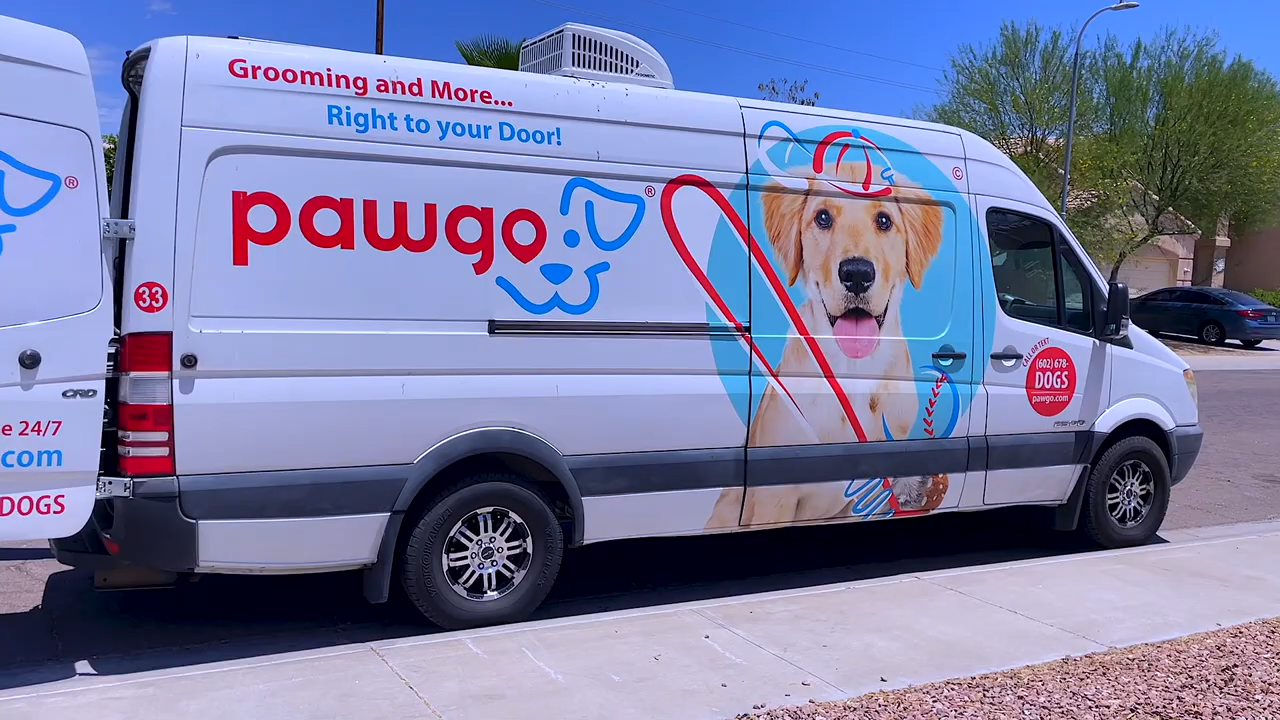 Grooming and More...
Right to your Door!
pawgo®
®
©
33
CALL OR TEXT
(602) 678-
DOGS
pawgo.com
CRD
e 24/7
.com
DOGS